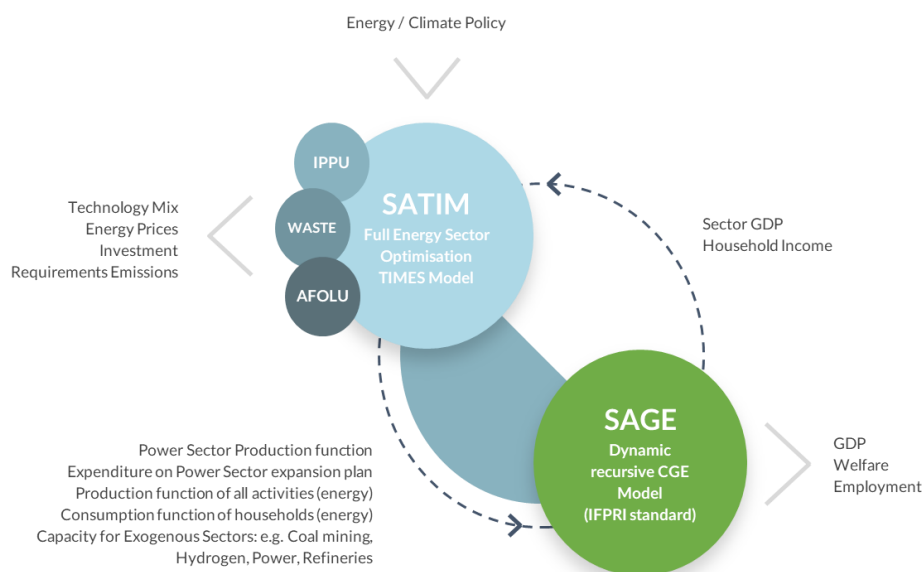 Energy / Climate Policy
IPPU
WASTE
AFOLU
SATIM
Full Energy Sector
Optimisation
TIMES Model
Technology Mix
Energy Prices
Investment
Requirements Emissions
Sector GDP
Household Income
SAGE
Dynamic
recursive CGE
Model
(IFPRI standard)
GDP
Welfare
Employment
Power Sector Production function
Expenditure on Power Sector expansion plan
Production function of all activities (energy)
Consumption function of households (energy)
Capacity for Exogenous Sectors: e.g. Coal mining,
Hydrogen, Power, Refineries